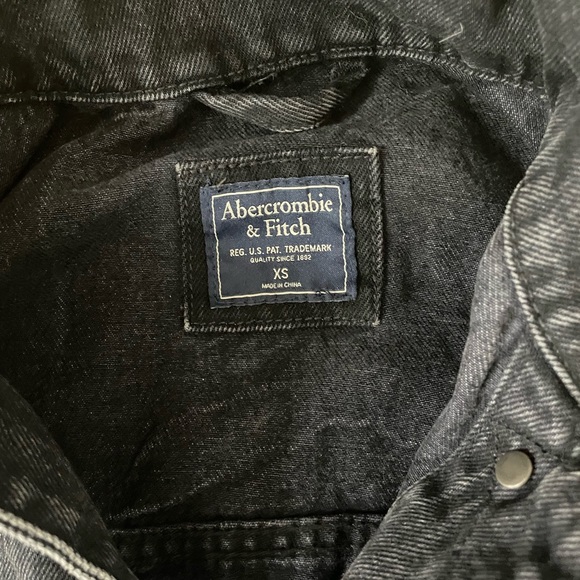 Abercrombie
& Fitch
REG. U.S. PAT. TRADEMARK
QUALITY SINCE 1892
XS
MADE IN CHINA